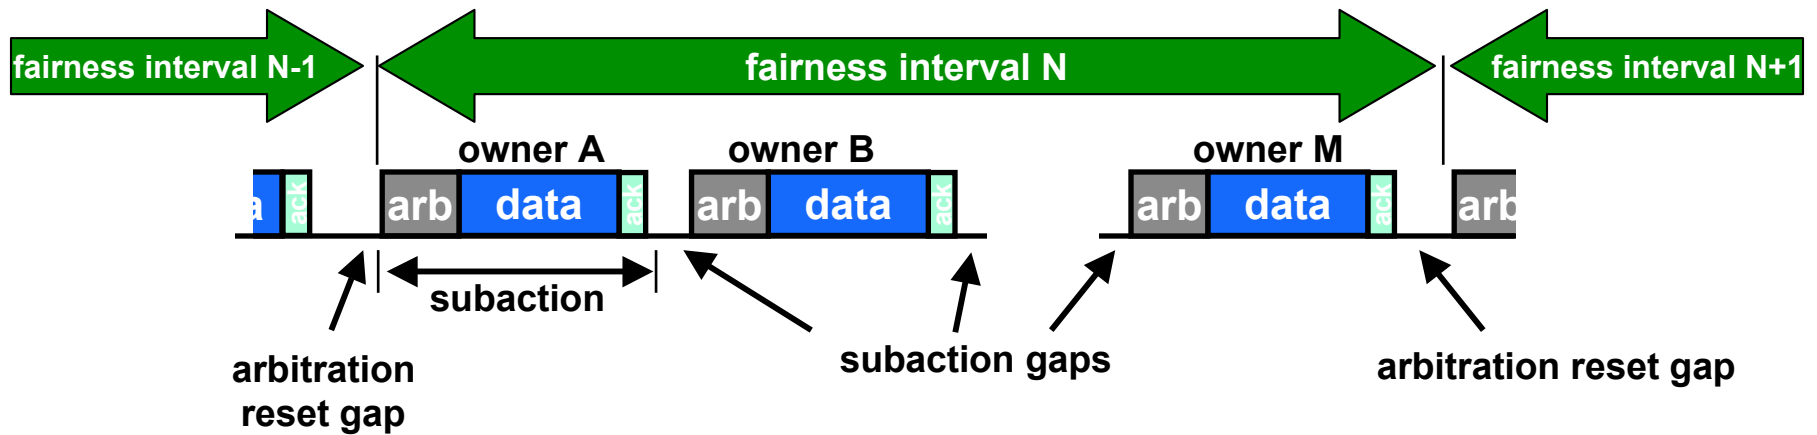 fairness interval N-1
fairness interval N
fairness interval N+1
owner A
owner B
owner M
a
ack
arb
data
ack
arb
data
ack
arb
data
ack
arb
subaction
arbitration
reset gap
subaction gaps
arbitration reset gap